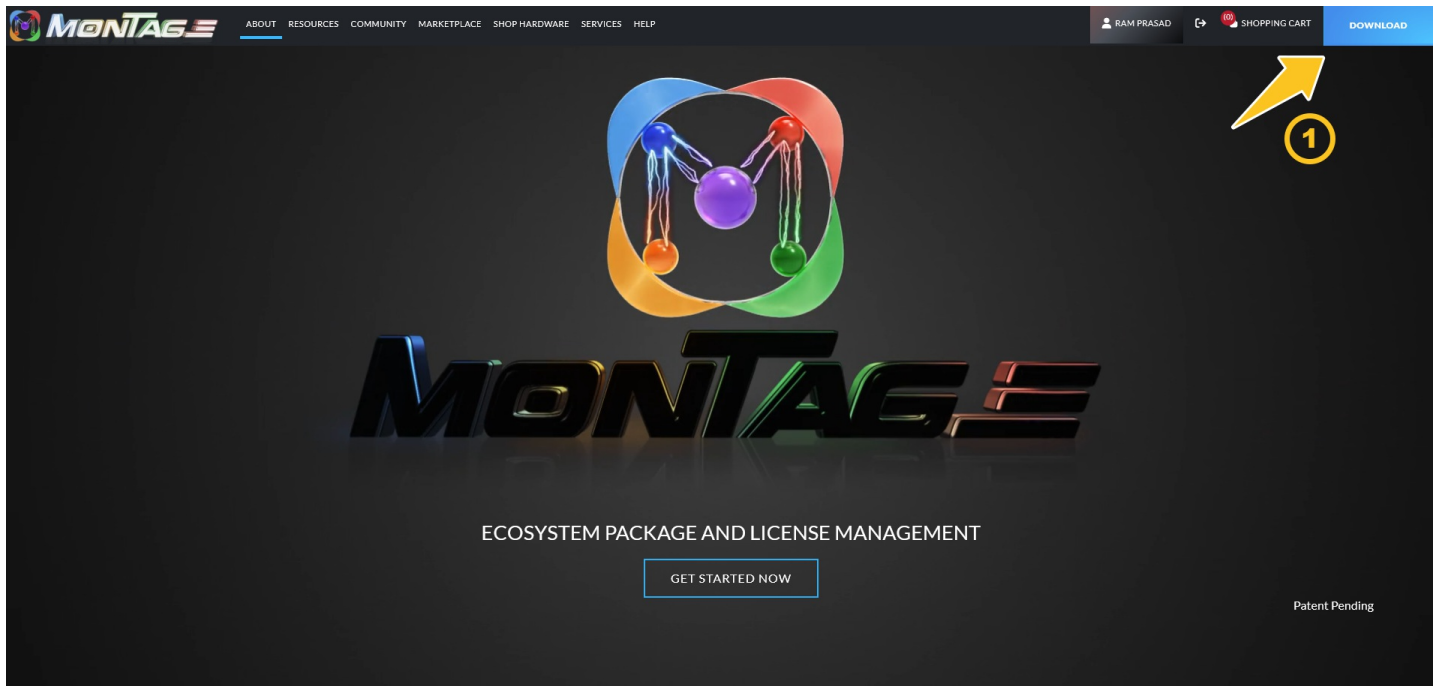 MONTAGE
ABOUT RESOURCES COMMUNITY MARKETPLACE SHOP HARDWARE SERVICES HELP
RAM PRASAD
(0)
SHOPPING CART
DOWNLOAD
1
MONTAGE
ECOSYSTEM PACKAGE AND LICENSE MANAGEMENT
GET STARTED NOW
Patent Pending